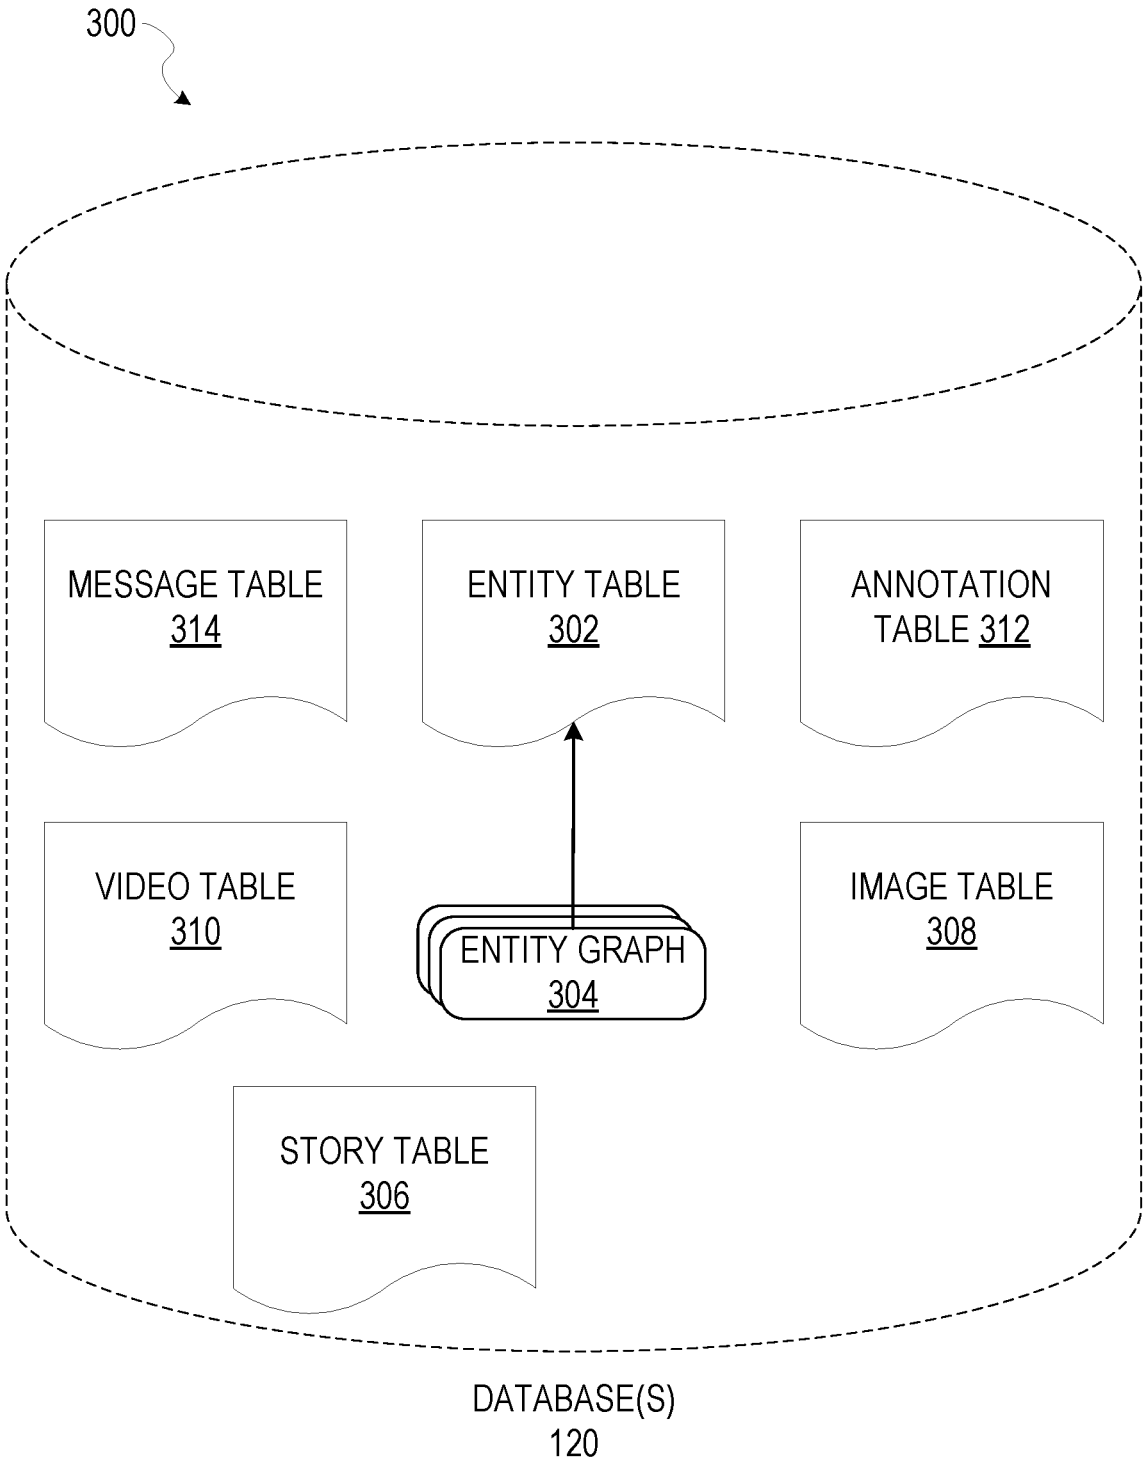 300
MESSAGE TABLE
314
ENTITY TABLE
302
ANNOTATION
TABLE 312
VIDEO TABLE
310
ENTITY GRAPH
304
IMAGE TABLE
308
STORY TABLE
306
DATABASE(S)
120